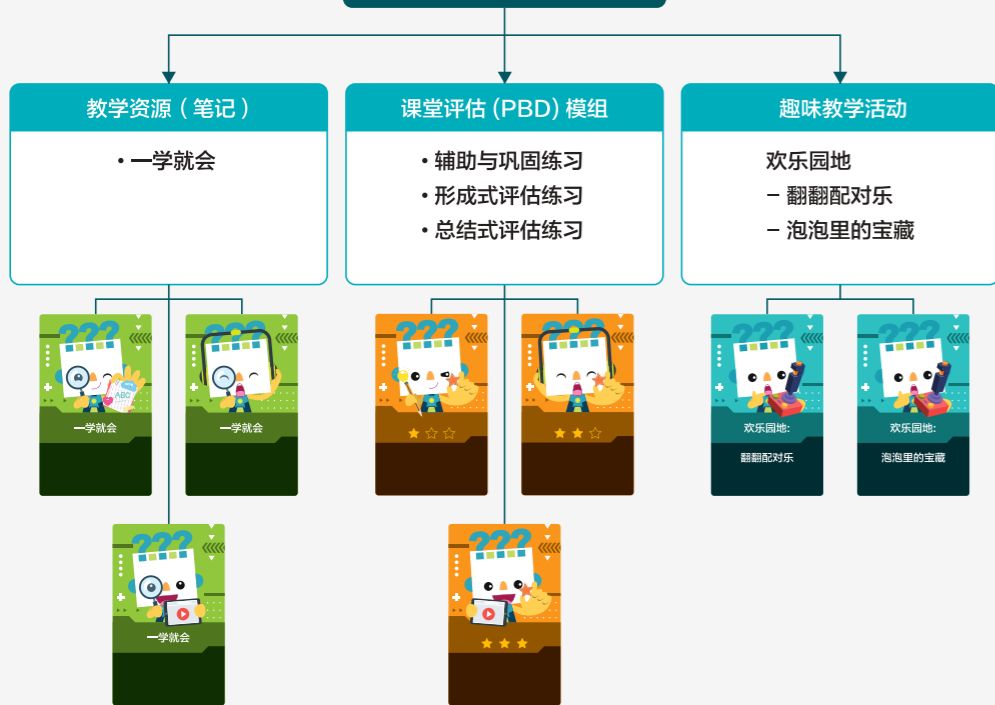 教学资源（笔记）
• 一学就会
课堂评估 (PBD) 模组
• 辅助与巩固练习
• 形成式评估练习
• 总结式评估练习
趣味教学活动
欢乐园地
– 翻翻配对乐
– 泡泡里的宝藏
???
ABC
一学就会
???
一学就会
???
???
???
欢乐园地:
翻翻配对乐
???
欢乐园地:
泡泡里的宝藏
???
一学就会
???